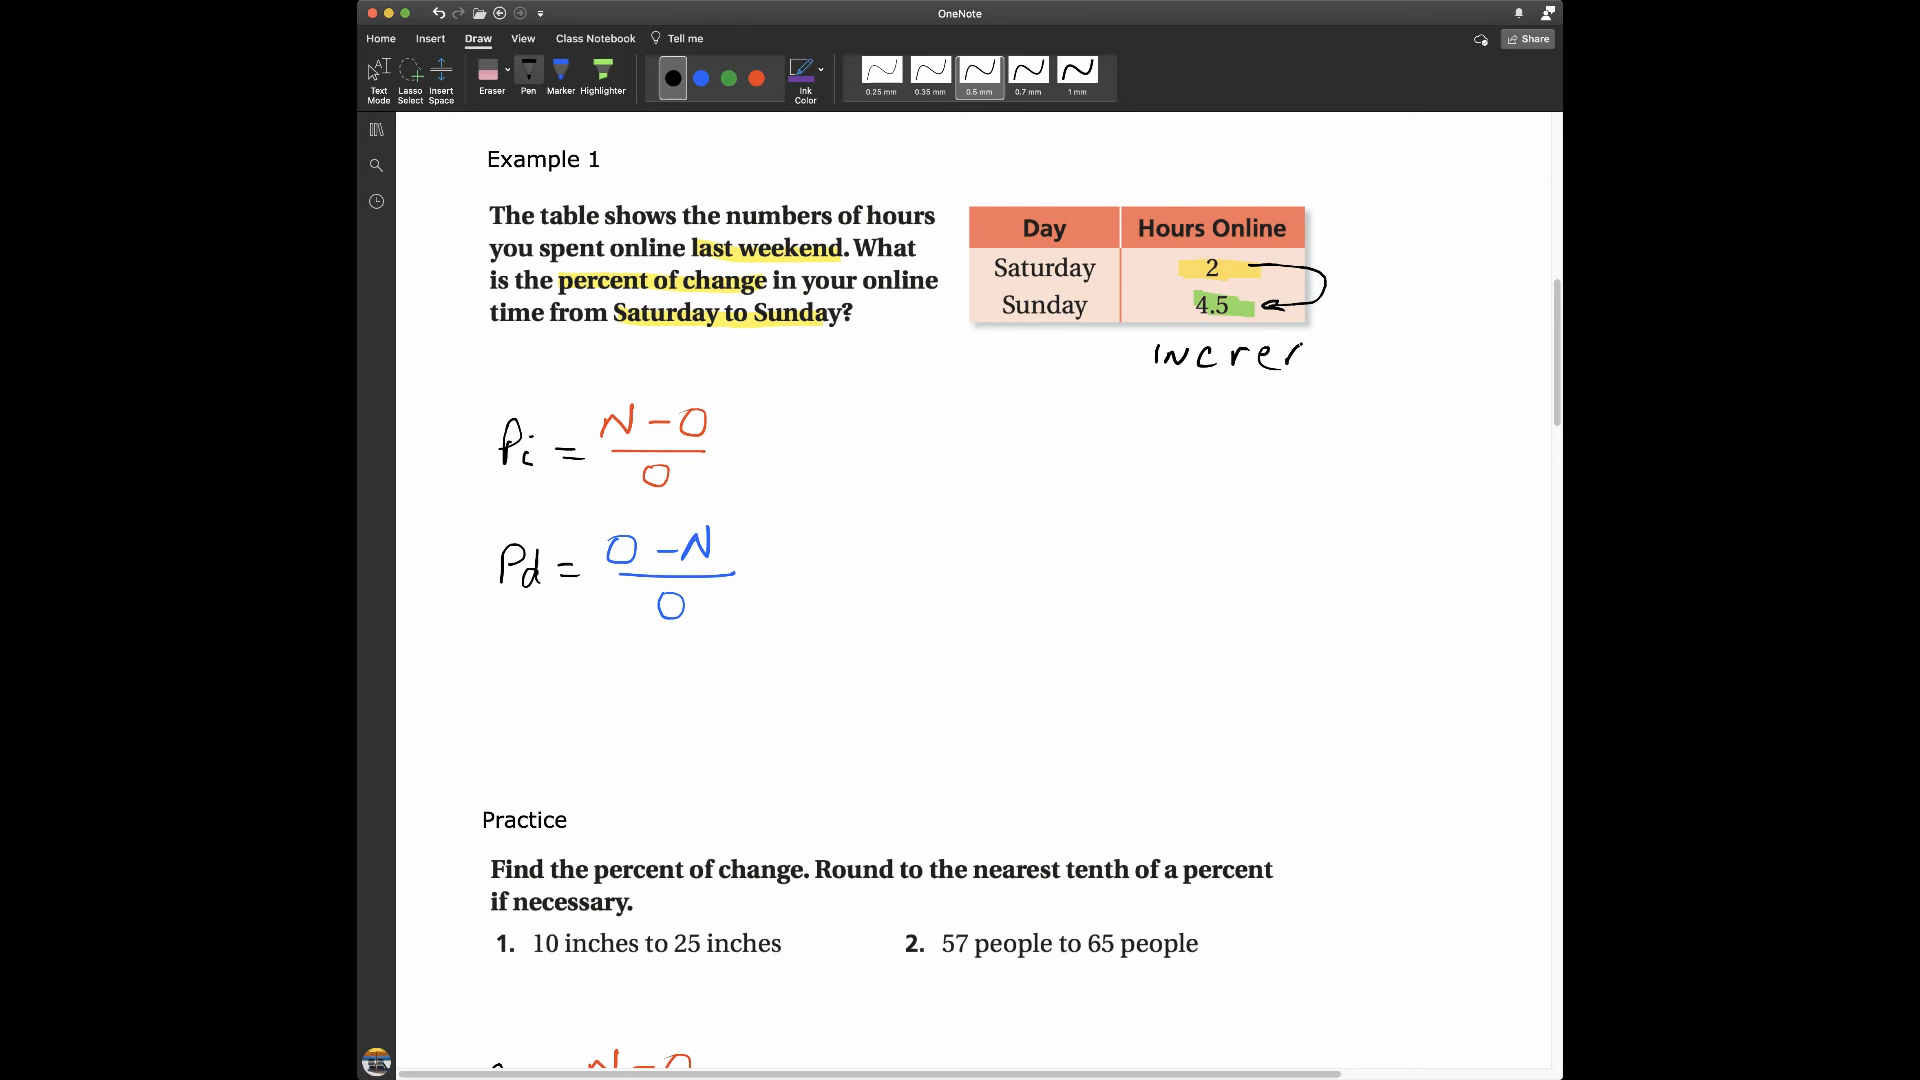 OneNote
Home Insert Draw View Class Notebook Tell me
Share
Text Mode
Lasso Select
Insert Space
Eraser
Pen
Marker
Highlighter
Ink Color
0.25 mm
0.35 mm
0.5 mm
0.7 mm
1 mm
Example 1
The table shows the numbers of hours
you spent online last weekend. What
is the percent of change in your online
time from Saturday to Sunday?
Day Hours Online
Saturday 2
Sunday 4.5
Pi = N - O
O
Pd = O - N
O
Practice
Find the percent of change. Round to the nearest tenth of a percent
if necessary.
1. 10 inches to 25 inches
2. 57 people to 65 people
N - O